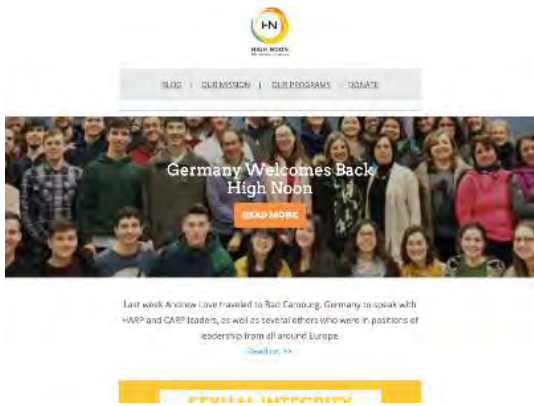 HN
HIGH NOON
BLOG | OUR MISSION | OUR PROGRAMS | DONATE
Germany Welcomes Back
High Noon
READ MORE
Last week Andrew Love traveled to Bad Camburg, Germany to speak with
HARP and CARP leaders, as well as several others who were in positions of
leadership from all around Europe.
Read on >>
SEXUAL INTEGRITY